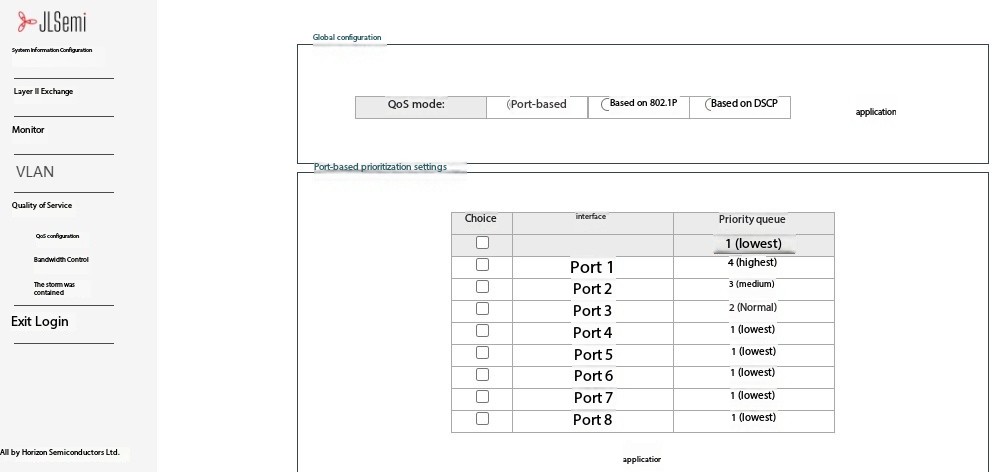 JLSemi
System Information Configuration
Layer II Exchange
Monitor
VLAN
Quality of Service
QoS configuration
Bandwidth Control
The storm was
contained
Exit Login
All by Horizon Semiconductors Ltd.
Global configuration
QoS mode: Port-based Based on 802.1P Based on DSCP
application
Port-based prioritization settings
Choice interface Priority queue
1 (lowest)
Port 1 4 (highest)
Port 2 3 (medium)
Port 3 2 (Normal)
Port 4 1 (lowest)
Port 5 1 (lowest)
Port 6 1 (lowest)
Port 7 1 (lowest)
Port 8 1 (lowest)
application